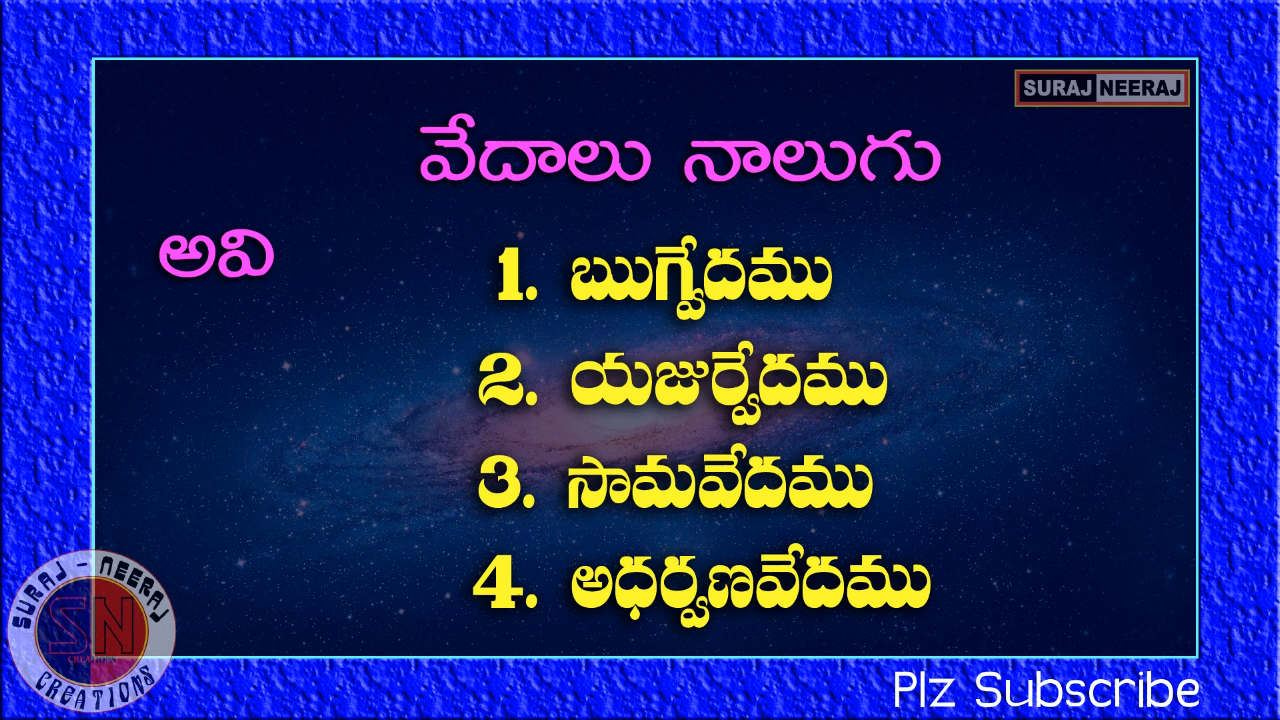 SURAJ NEERAJ
వేదాలు నాలుగు
అవి
1. ఋగ్వేదము
2. యజుర్వేదము
3. సామవేదము
4. అధర్వణవేదము
SURAJ - NEERAJ
SN
CREATIONS
CREATIONS
Plz Subscribe